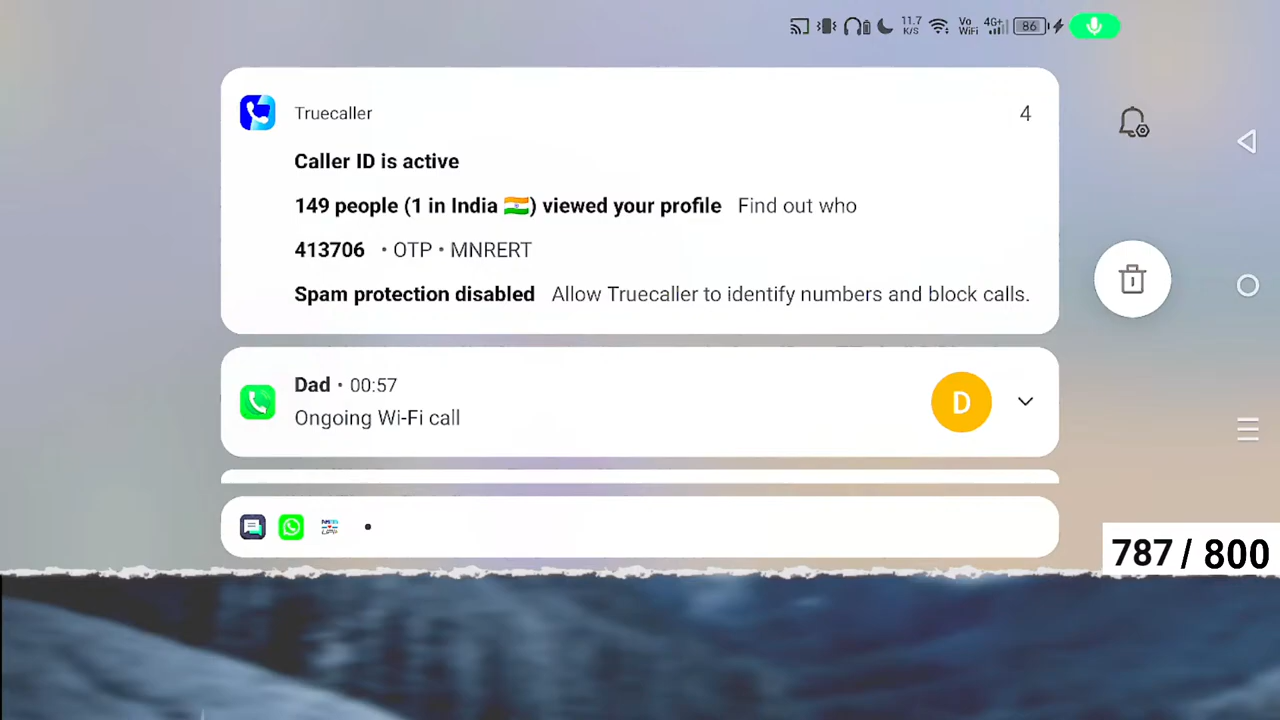 11.7 K/S Vo WiFi 4G+ 86
Truecaller 4
Caller ID is active
149 people (1 in India 🇮🇳) viewed your profile Find out who
413706 • OTP • MNRERT
Spam protection disabled Allow Truecaller to identify numbers and block calls.
Dad • 00:57
Ongoing Wi-Fi call
D
787 / 800